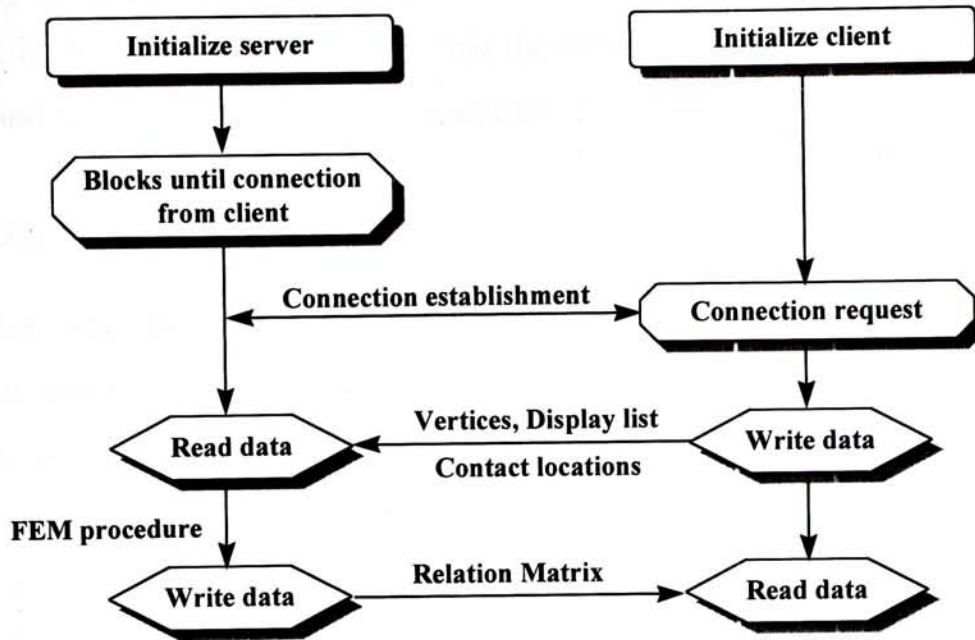 Initialize server
Initialize client
Blocks until connection
from client
Connection establishment
Connection request
Vertices, Display list
Read data
Write data
Contact locations
FEM procedure
Relation Matrix
Write data
Read data